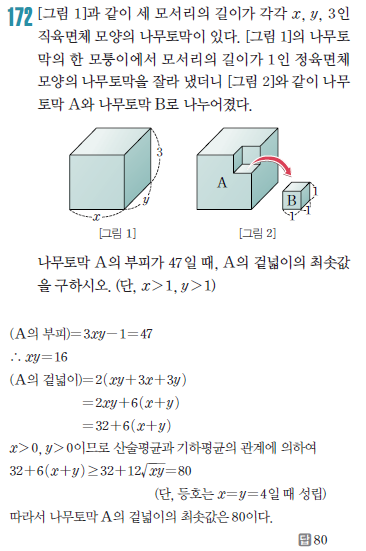 172 [그림 1]과 같이 세 모서리의 길이가 각각 x, y, 3인
직육면체 모양의 나무토막이 있다. [그림 1]의 나무토
막의 한 모퉁이에서 모서리의 길이가 1인 정육면체
모양의 나무토막을 잘라 냈더니 [그림 2]와 같이 나무
토막 A와 나무토막 B로 나누어졌다.
3
y
x
[그림 1]
A
B
1
1
1
[그림 2]
나무토막 A의 부피가 47일 때, A의 겉넓이의 최솟값
을 구하시오. (단, x>1, y>1)
(A의 부피)=3xy-1=47
∴ xy=16
(A의 겉넓이)=2(xy+3x+3y)
=2xy+6(x+y)
=32+6(x+y)
x>0, y>0이므로 산술평균과 기하평균의 관계에 의하여
32+6(x+y)≥32+12√xy=80
(단, 등호는 x=y=4일 때 성립)
따라서 나무토막 A의 겉넓이의 최솟값은 80이다.
답 80